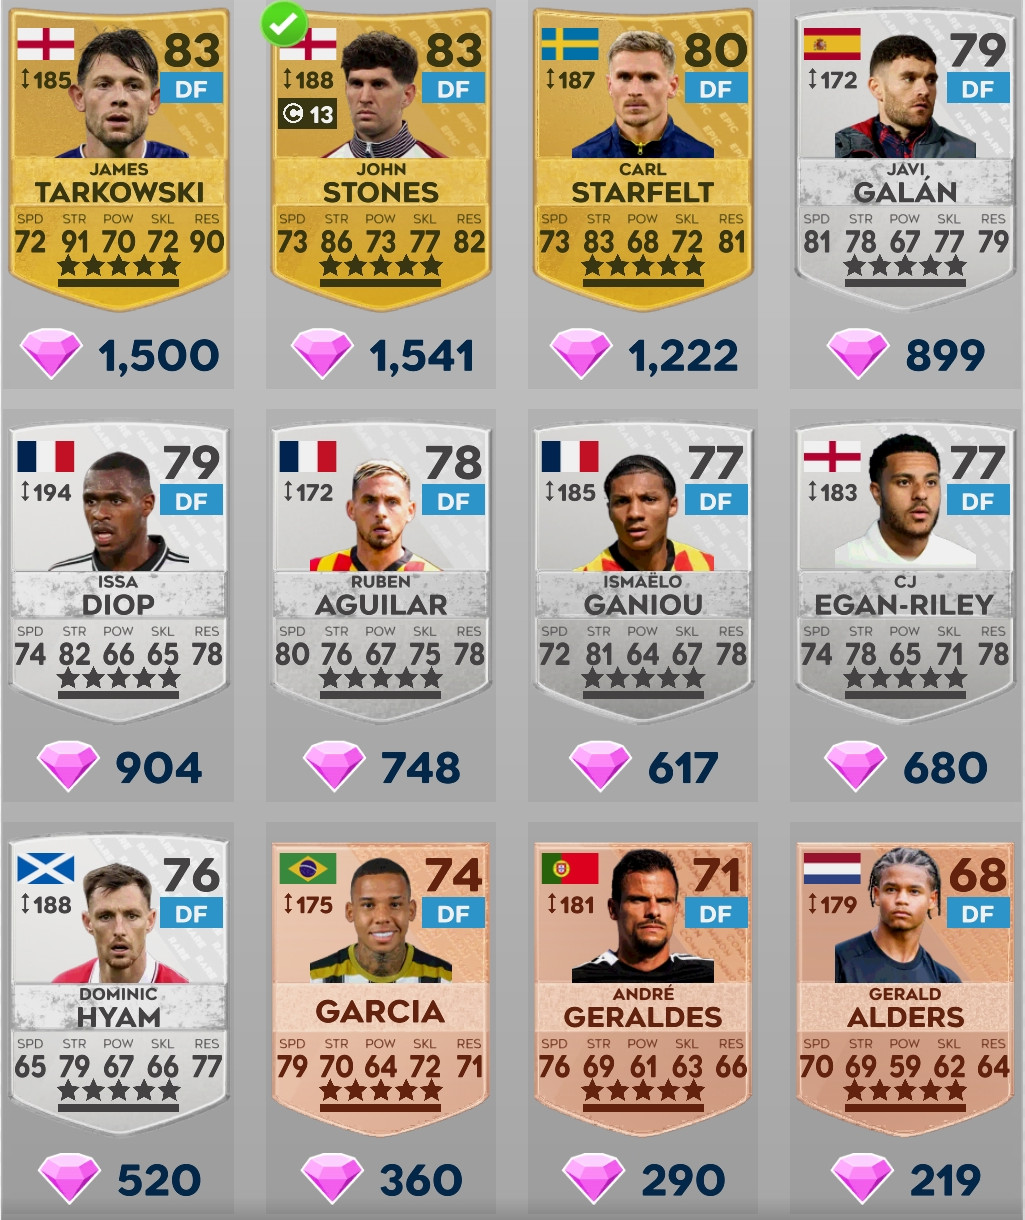 83
↕185 DF
JAMES
TARKOWSKI
SPD STR POW SKL RES
72 91 70 72 90
★★★★★
1,500
83
↕188 DF
© 13
JOHN
STONES
SPD STR POW SKL RES
73 86 73 77 82
★★★★★
1,541
80
↕187 DF
CARL
STARFELT
SPD STR POW SKL RES
73 83 68 72 81
★★★★★
1,222
79
↕172 DF
JAVI
GALÁN
SPD STR POW SKL RES
81 78 67 77 79
★★★★★
899
79
↕194 DF
ISSA
DIOP
SPD STR POW SKL RES
74 82 66 65 78
★★★★★
904
78
↕172 DF
RUBEN
AGUILAR
SPD STR POW SKL RES
80 76 67 75 78
★★★★★
748
77
↕185 DF
ISMAËLO
GANIOU
SPD STR POW SKL RES
72 81 64 67 78
★★★★★
617
77
↕183 DF
CJ
EGAN-RILEY
SPD STR POW SKL RES
74 78 65 71 78
★★★★★
680
76
↕188 DF
DOMINIC
HYAM
SPD STR POW SKL RES
65 79 67 66 77
★★★★★
520
74
↕175 DF
GARCIA
SPD STR POW SKL RES
79 70 64 72 71
★★★★★
360
71
↕181 DF
ANDRÉ
GERALDES
SPD STR POW SKL RES
76 69 61 63 66
★★★★★
290
68
↕179 DF
GERALD
ALDERS
SPD STR POW SKL RES
70 69 59 62 64
★★★★★
219